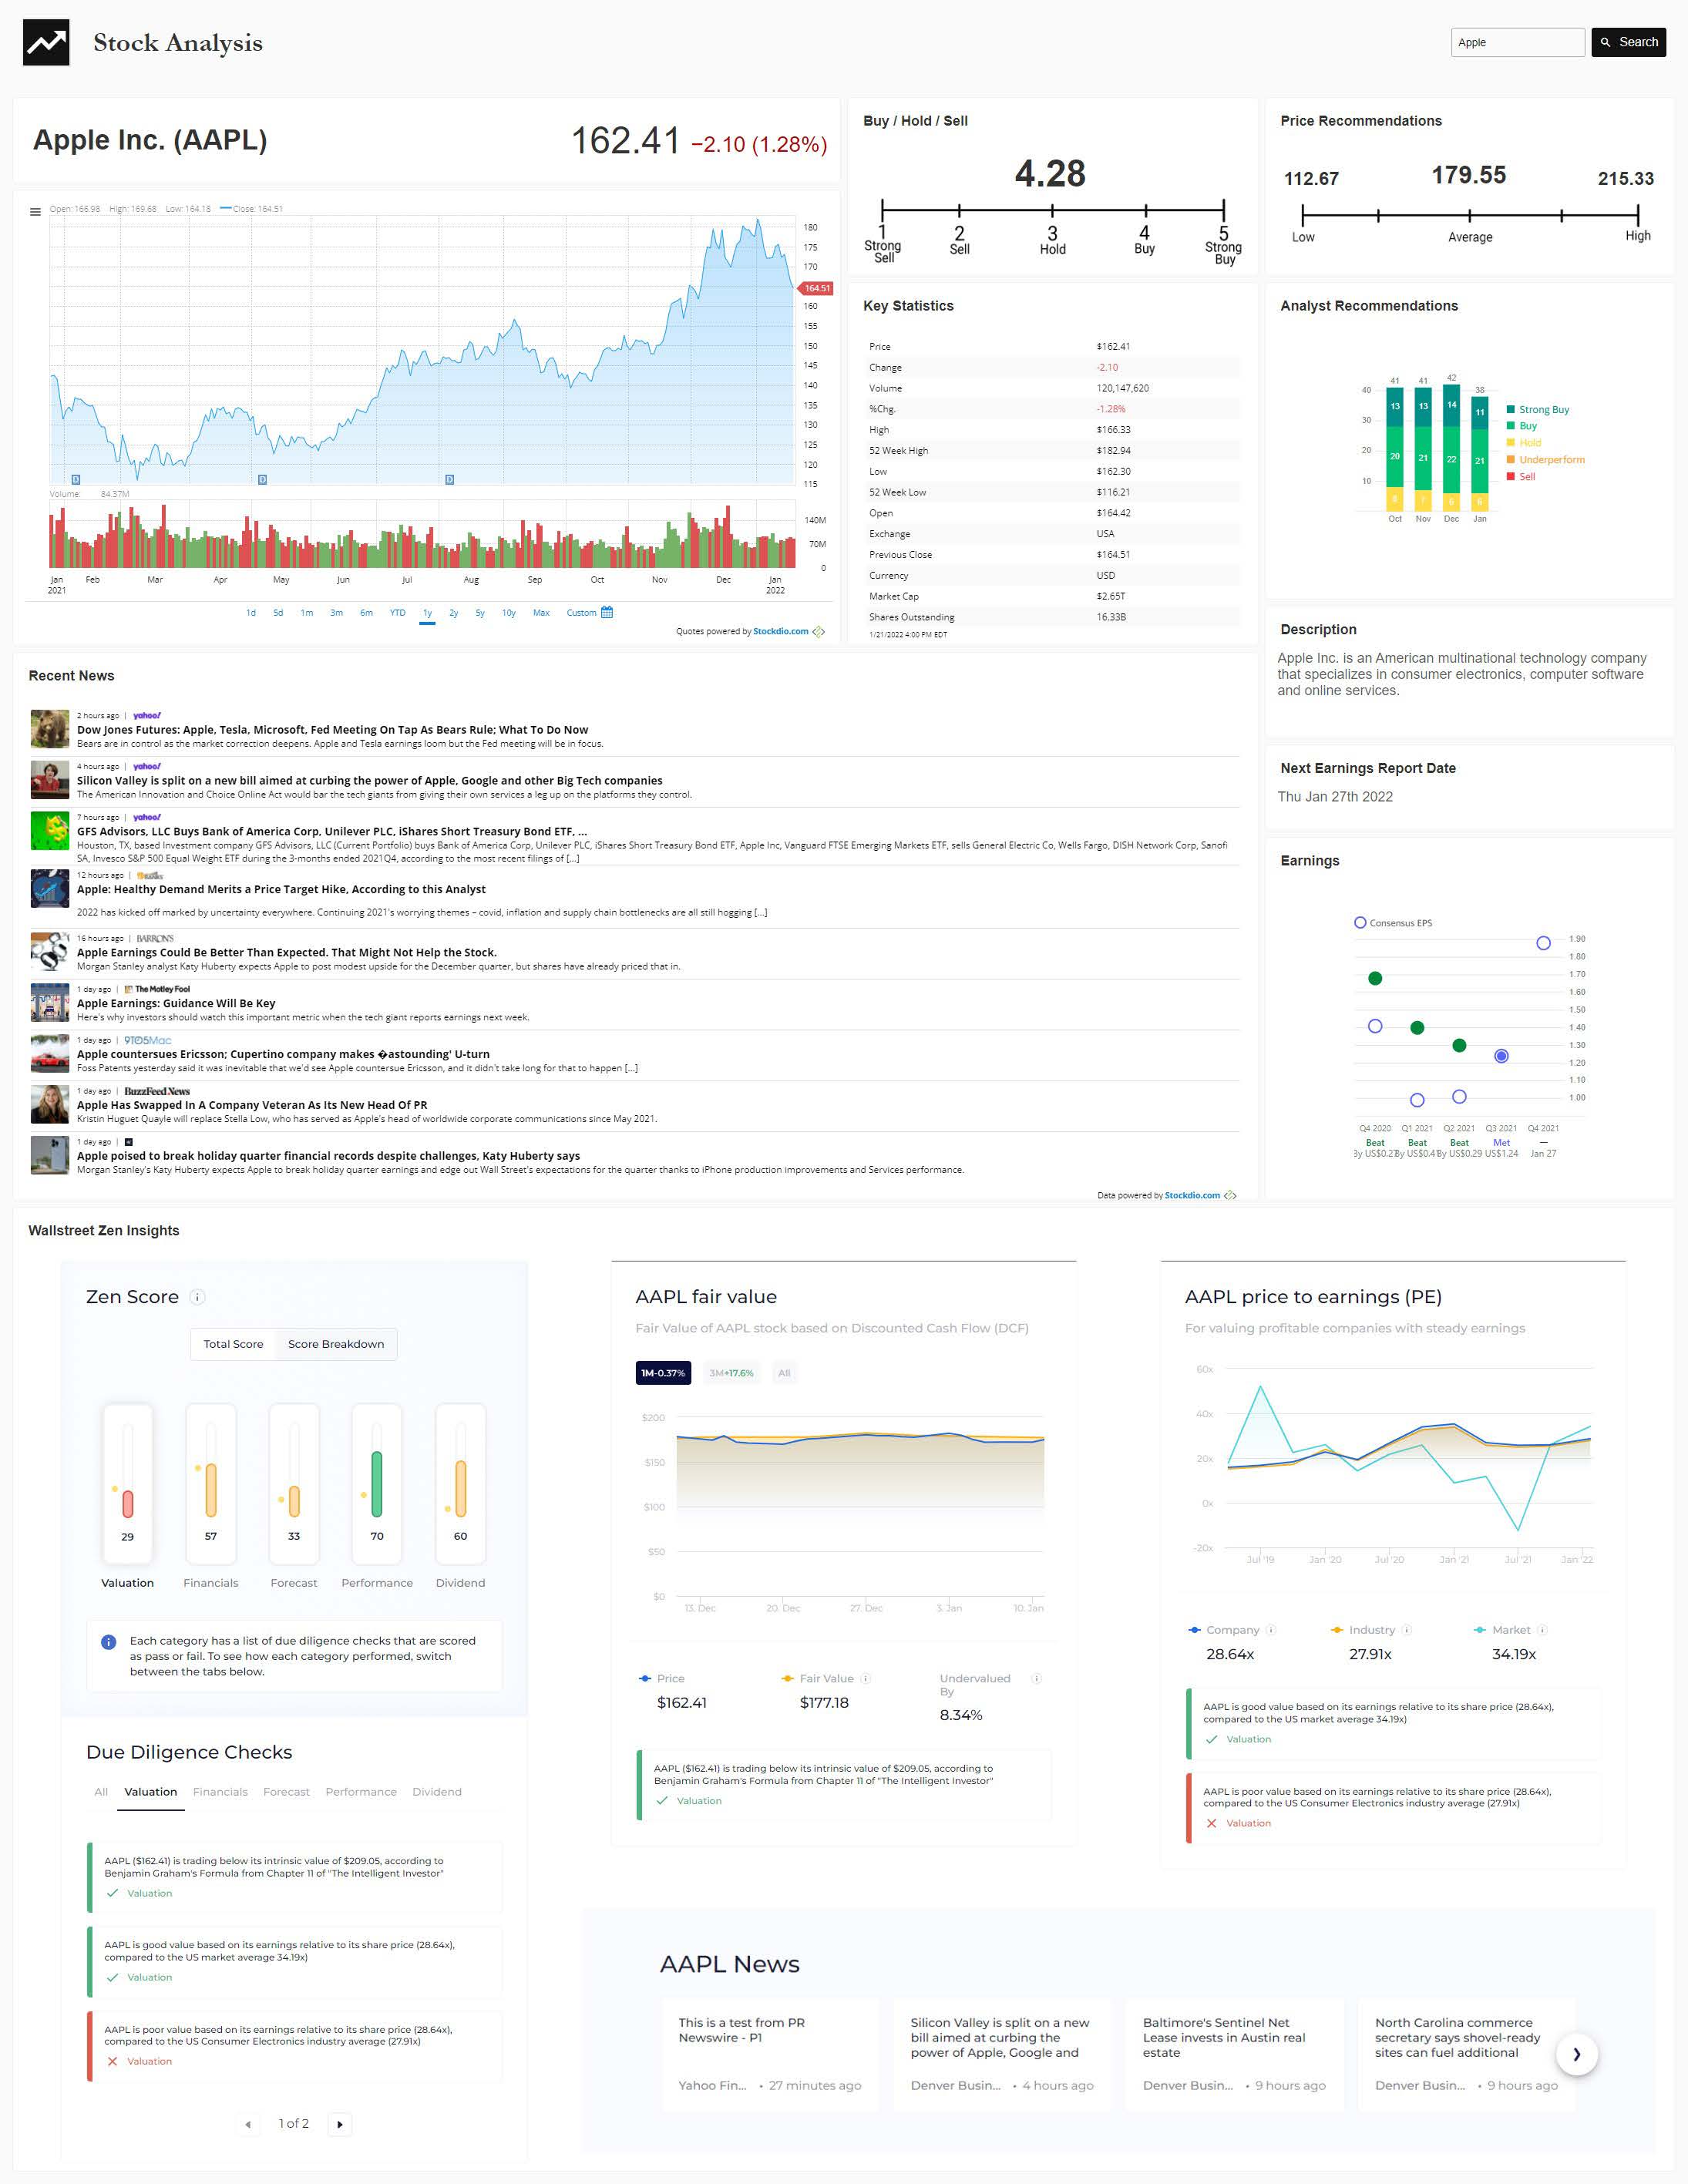 Stock Analysis
Apple
Search
Apple Inc. (AAPL)
162.41 −2.10 (1.28%)
Open: 166.98 High: 169.68 Low: 164.18 Close: 164.51
180
175
170
164.51
160
155
150
145
140
135
130
125
120
115
D D D
Volume: 84.37M
140M
70M
0
Jan Feb Mar Apr May Jun Jul Aug Sep Oct Nov Dec Jan
2021 2022
1d 5d 1m 3m 6m YTD 1y 2y 5y 10y Max Custom
Quotes powered by Stockdio.com
Buy / Hold / Sell
4.28
1 2 3 4 5
Strong Sell
Sell
Hold
Buy
Strong Buy
Price Recommendations
112.67 179.55 215.33
Low Average High
Key Statistics
Price $162.41
Change -2.10
Volume 120,147,620
%Chg. -1.28%
High $166.33
52 Week High $182.94
Low $162.30
52 Week Low $116.21
Open $164.42
Exchange USA
Previous Close $164.51
Currency USD
Market Cap $2.65T
Shares Outstanding 16.33B
1/21/2022 4:00 PM EDT
Analyst Recommendations
40
30
20
10
41 41 42 38
13 13 14 11
20 21 22 21
8 7 6 6
Oct Nov Dec Jan
Strong Buy
Buy
Hold
Underperform
Sell
Description
Apple Inc. is an American multinational technology company
that specializes in consumer electronics, computer software
and online services.
Next Earnings Report Date
Thu Jan 27th 2022
Recent News
2 hours ago | yahoo!
Dow Jones Futures: Apple, Tesla, Microsoft, Fed Meeting On Tap As Bears Rule; What To Do Now
Bears are in control as the market correction deepens. Apple and Tesla earnings loom but the Fed meeting will be in focus.
4 hours ago | yahoo!
Silicon Valley is split on a new bill aimed at curbing the power of Apple, Google and other Big Tech companies
The American Innovation and Choice Online Act would bar the tech giants from giving their own services a leg up on the platforms they control.
7 hours ago | yahoo!
GFS Advisors, LLC Buys Bank of America Corp, Unilever PLC, iShares Short Treasury Bond ETF, ...
Houston, TX, based Investment company GFS Advisors, LLC (Current Portfolio) buys Bank of America Corp, Unilever PLC, iShares Short Treasury Bond ETF, Apple Inc, Vanguard FTSE Emerging Markets ETF, sells General Electric Co, Wells Fargo, DISH Network Corp, Sanofi
SA, Invesco S&P 500 Equal Weight ETF during the 3-months ended 2021Q4, according to the most recent filings of [...]
12 hours ago |
Apple: Healthy Demand Merits a Price Target Hike, According to this Analyst
2022 has kicked off marked by uncertainty everywhere. Continuing 2021's worrying themes – covid, inflation and supply chain bottlenecks are all still hogging [...]
16 hours ago | BARRON'S
Apple Earnings Could Be Better Than Expected. That Might Not Help the Stock.
Morgan Stanley analyst Katy Huberty expects Apple to post modest upside for the December quarter, but shares have already priced that in.
1 day ago | The Motley Fool
Apple Earnings: Guidance Will Be Key
Here's why investors should watch this important metric when the tech giant reports earnings next week.
1 day ago | 9TO5Mac
Apple countersues Ericsson; Cupertino company makes �astounding' U-turn
Foss Patents yesterday said it was inevitable that we'd see Apple countersue Ericsson, and it didn't take long for that to happen [...]
1 day ago | BuzzFeed News
Apple Has Swapped In A Company Veteran As Its New Head Of PR
Kristin Huguet Quayle will replace Stella Low, who has served as Apple's head of worldwide corporate communications since May 2021.
1 day ago |
Apple poised to break holiday quarter financial records despite challenges, Katy Huberty says
Morgan Stanley's Katy Huberty expects Apple to break holiday quarter earnings and edge out Wall Street's expectations for the quarter thanks to iPhone production improvements and Services performance.
Data powered by Stockdio.com
Earnings
Consensus EPS
1.90
1.80
1.70
1.60
1.50
1.40
1.30
1.20
1.10
1.00
Q4 2020 Q1 2021 Q2 2021 Q3 2021 Q4 2021
Beat Beat Beat Met —
By US$0.27 By US$0.41 By US$0.29 US$1.24 Jan 27
Wallstreet Zen Insights
Zen Score
Total Score Score Breakdown
29 57 33 70 60
Valuation Financials Forecast Performance Dividend
Each category has a list of due diligence checks that are scored
as pass or fail. To see how each category performed, switch
between the tabs below.
Due Diligence Checks
All Valuation Financials Forecast Performance Dividend
AAPL ($162.41) is trading below its intrinsic value of $209.05, according to
Benjamin Graham's Formula from Chapter 11 of "The Intelligent Investor"
Valuation
AAPL is good value based on its earnings relative to its share price (28.64x),
compared to the US market average 34.19x)
Valuation
AAPL is poor value based on its earnings relative to its share price (28.64x),
compared to the US Consumer Electronics industry average (27.91x)
Valuation
1 of 2
AAPL fair value
Fair Value of AAPL stock based on Discounted Cash Flow (DCF)
1M-0.37% 3M+17.6% All
$200
$150
$100
$50
$0
13. Dec 20. Dec 27. Dec 3. Jan 10. Jan
Price Fair Value Undervalued By
$162.41 $177.18 8.34%
AAPL ($162.41) is trading below its intrinsic value of $209.05, according to
Benjamin Graham's Formula from Chapter 11 of "The Intelligent Investor"
Valuation
AAPL price to earnings (PE)
For valuing profitable companies with steady earnings
60x
40x
20x
0x
-20x
Jul '19 Jan '20 Jul '20 Jan '21 Jul '21 Jan '22
Company Industry Market
28.64x 27.91x 34.19x
AAPL is good value based on its earnings relative to its share price (28.64x),
compared to the US market average 34.19x)
Valuation
AAPL is poor value based on its earnings relative to its share price (28.64x),
compared to the US Consumer Electronics industry average (27.91x)
Valuation
AAPL News
This is a test from PR
Newswire - P1
Yahoo Fin... • 27 minutes ago
Silicon Valley is split on a new
bill aimed at curbing the
power of Apple, Google and
Denver Busin... • 4 hours ago
Baltimore's Sentinel Net
Lease invests in Austin real
estate
Denver Busin... • 9 hours ago
North Carolina commerce
secretary says shovel-ready
sites can fuel additional
Denver Busin... • 9 hours ago